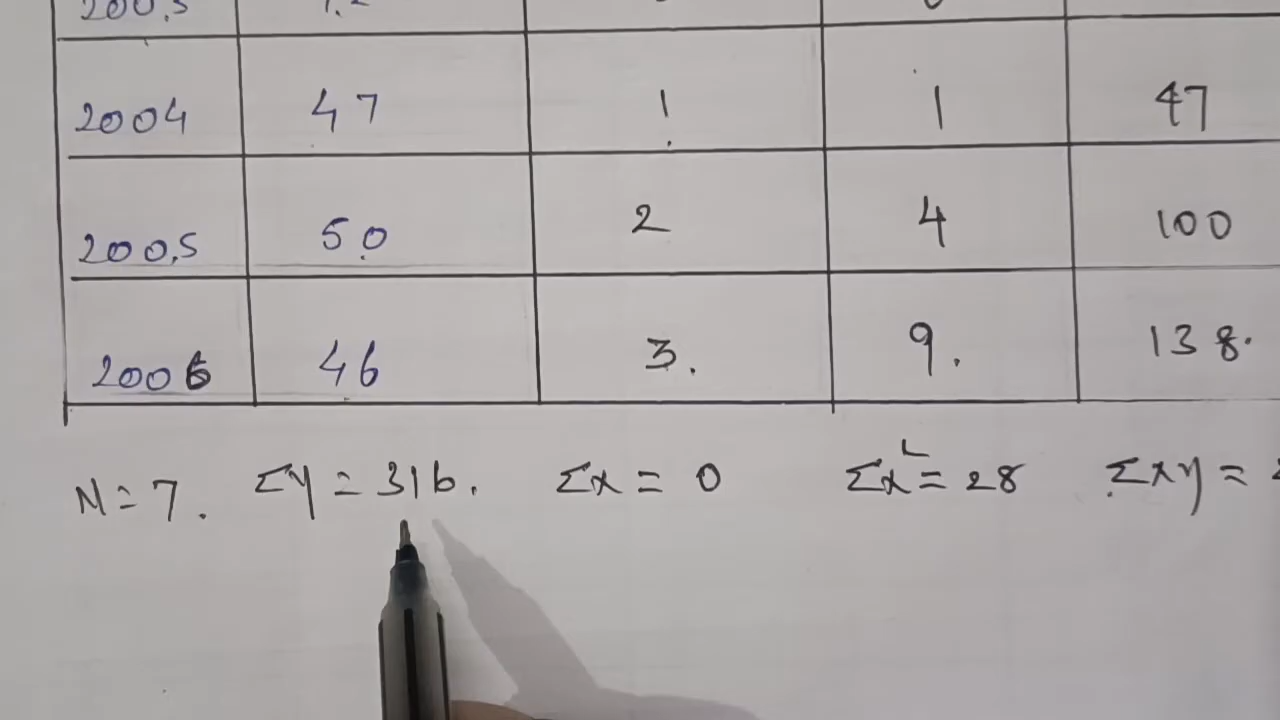 2004 47 1 1 47
2005 50 2 4 100
2006 46 3. 9. 138.
N = 7. Σy = 316. Σx = 0 Σx² = 28 Σxy =